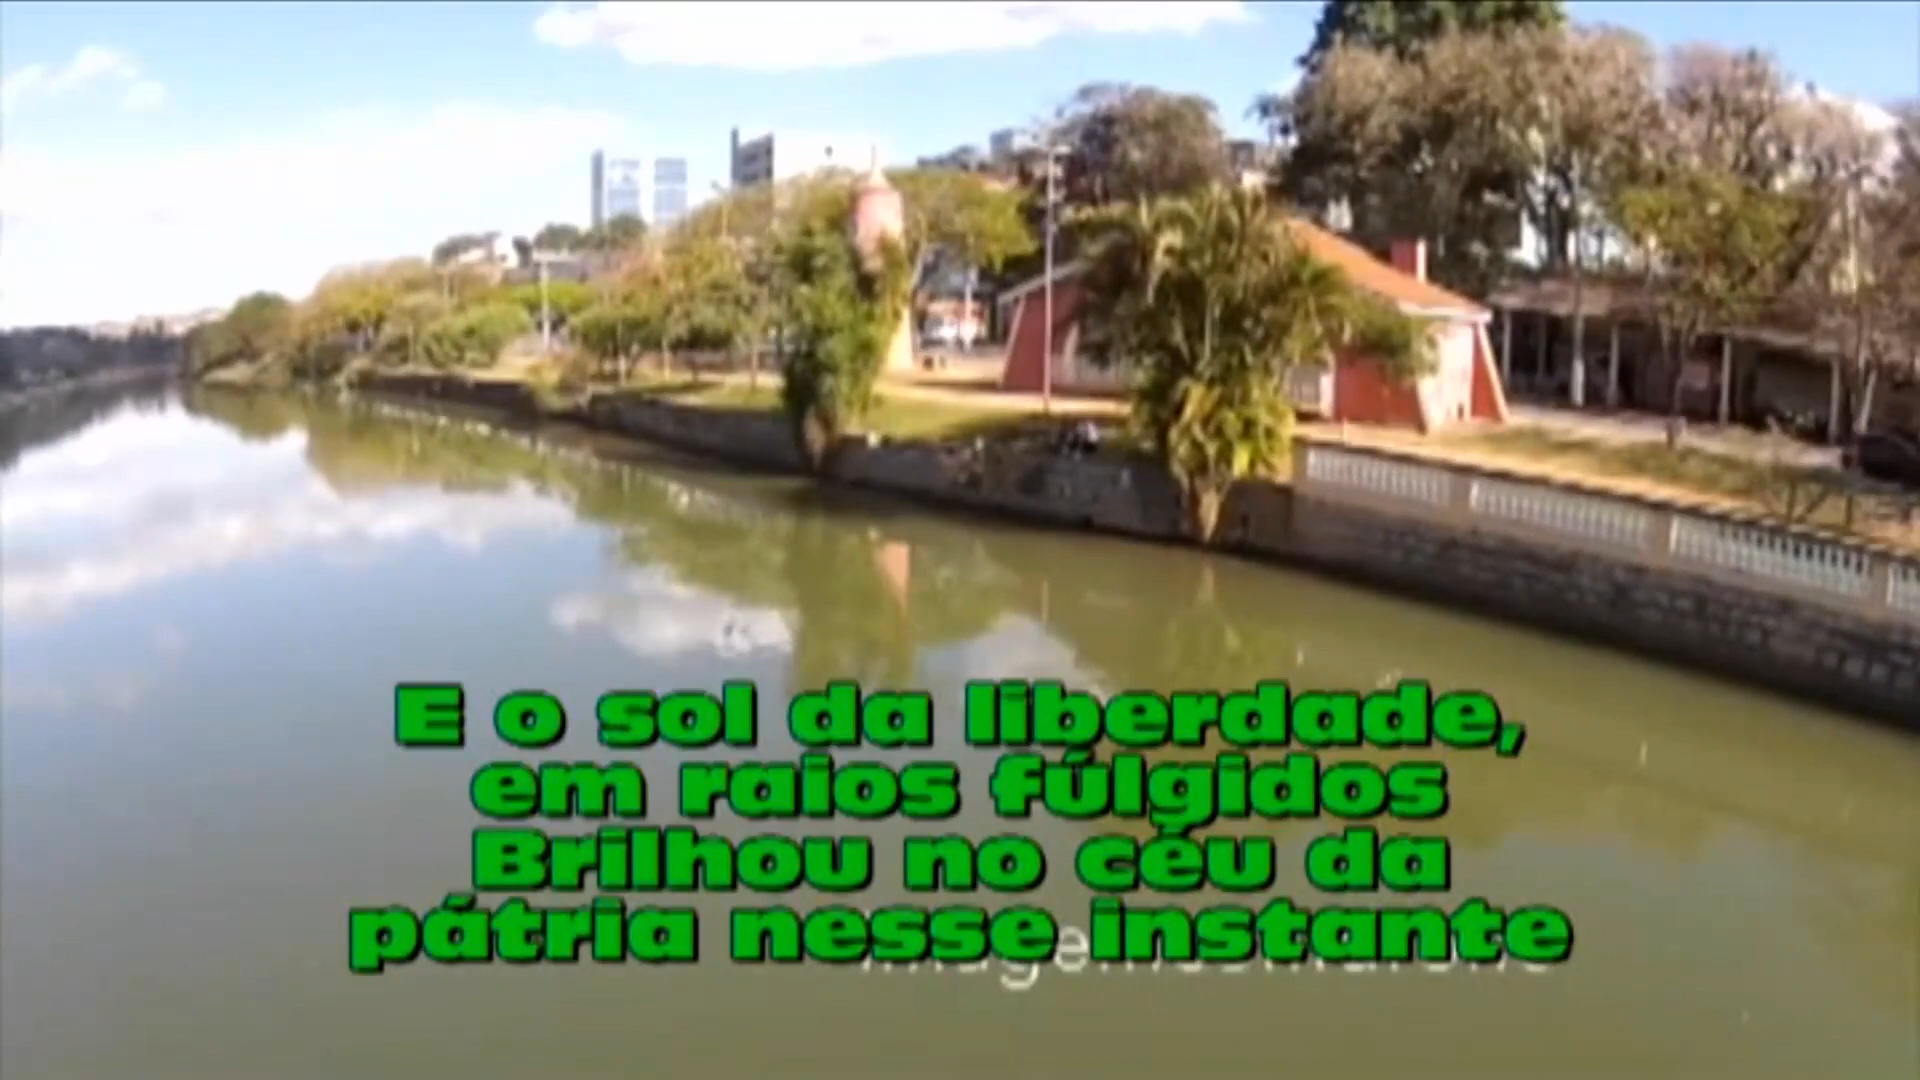 E o sol da liberdade,
em raios fúlgidos
Brilhou no céu da
pátria nesse instante